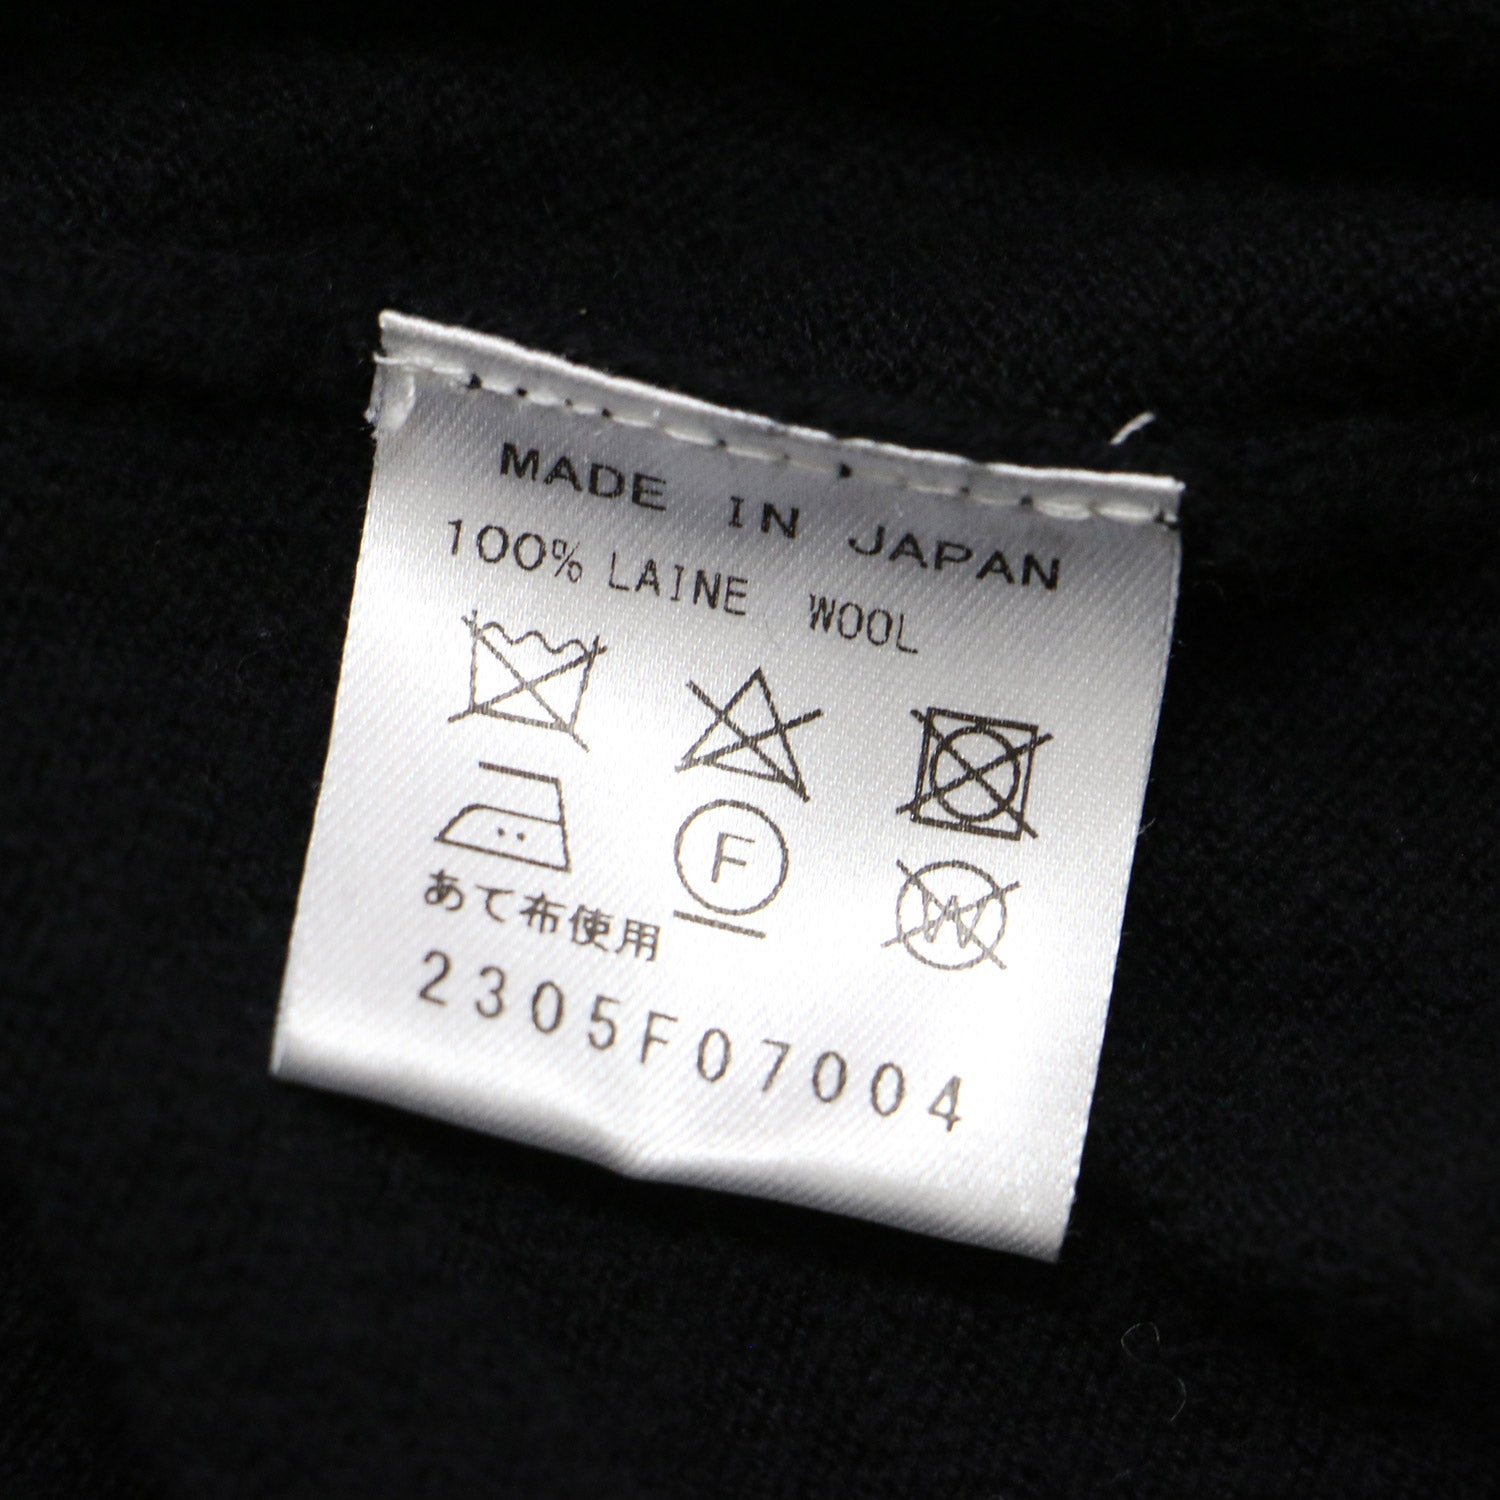 MADE IN JAPAN
100% LAINE WOOL
F
W
あて布使用
2305F07004